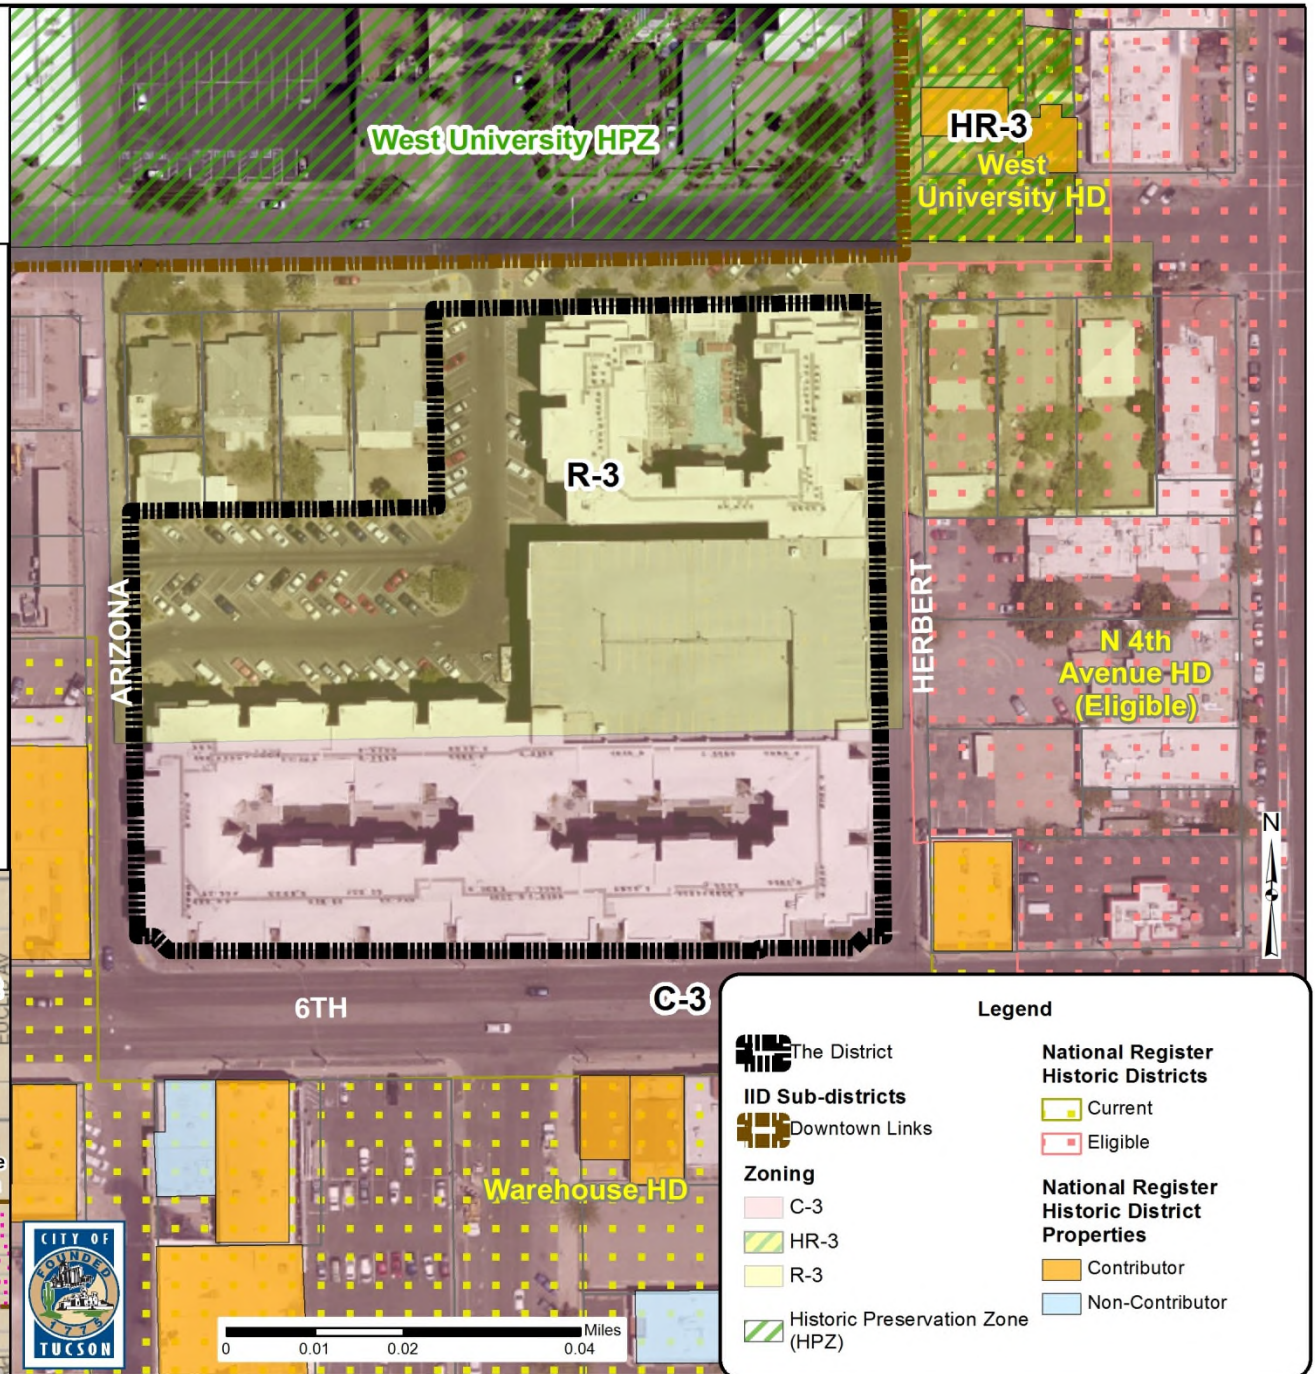 West University HPZ
HR-3
West
University HD
R-3
ARIZONA
HERBERT
N 4th
Avenue HD
(Eligible)
N
6TH
C-3
EUCLID AV
e
Warehouse HD
CITY OF
FOUNDED
1775
TUCSON
Miles
0 0.01 0.02 0.04
Legend
The District
IID Sub-districts
Downtown Links
Zoning
C-3
HR-3
R-3
Historic Preservation Zone
(HPZ)
National Register
Historic Districts
Current
Eligible
National Register
Historic District
Properties
Contributor
Non-Contributor